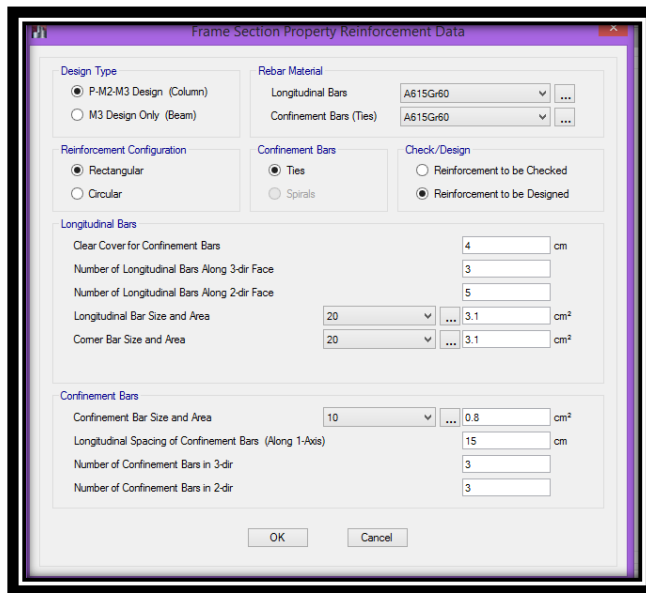 Frame Section Property Reinforcement Data
Design Type
P-M2-M3 Design (Column)
M3 Design Only (Beam)
Rebar Material
Longitudinal Bars A615Gr60 ...
Confinement Bars (Ties) A615Gr60 ...
Reinforcement Configuration
Rectangular
Circular
Confinement Bars
Ties
Spirals
Check/Design
Reinforcement to be Checked
Reinforcement to be Designed
Longitudinal Bars
Clear Cover for Confinement Bars 4 cm
Number of Longitudinal Bars Along 3-dir Face 3
Number of Longitudinal Bars Along 2-dir Face 5
Longitudinal Bar Size and Area 20 ... 3.1 cm²
Corner Bar Size and Area 20 ... 3.1 cm²
Confinement Bars
Confinement Bar Size and Area 10 ... 0.8 cm²
Longitudinal Spacing of Confinement Bars (Along 1-Axis) 15 cm
Number of Confinement Bars in 3-dir 3
Number of Confinement Bars in 2-dir 3
OK Cancel